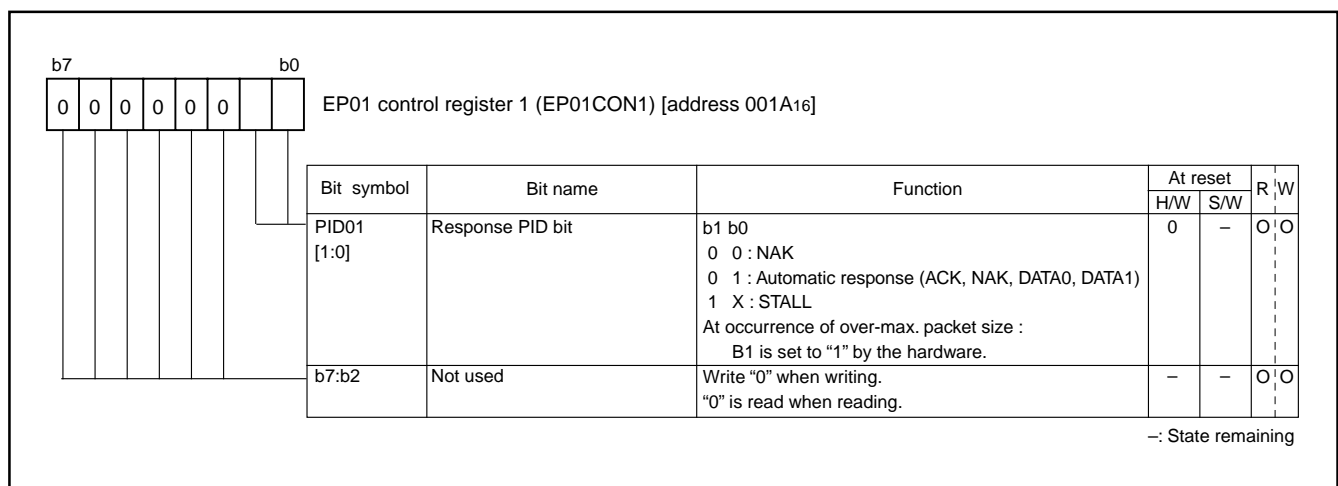 b7 b0
0 0 0 0 0 0
EP01 control register 1 (EP01CON1) [address 001A16]
Bit symbol Bit name Function At reset R W
H/W S/W
PID01 Response PID bit b1 b0 0 – O O
[1:0] 0 0 : NAK
0 1 : Automatic response (ACK, NAK, DATA0, DATA1)
1 X : STALL
At occurrence of over-max. packet size :
B1 is set to “1” by the hardware.
b7:b2 Not used Write “0” when writing. – – O O
“0” is read when reading.
–: State remaining